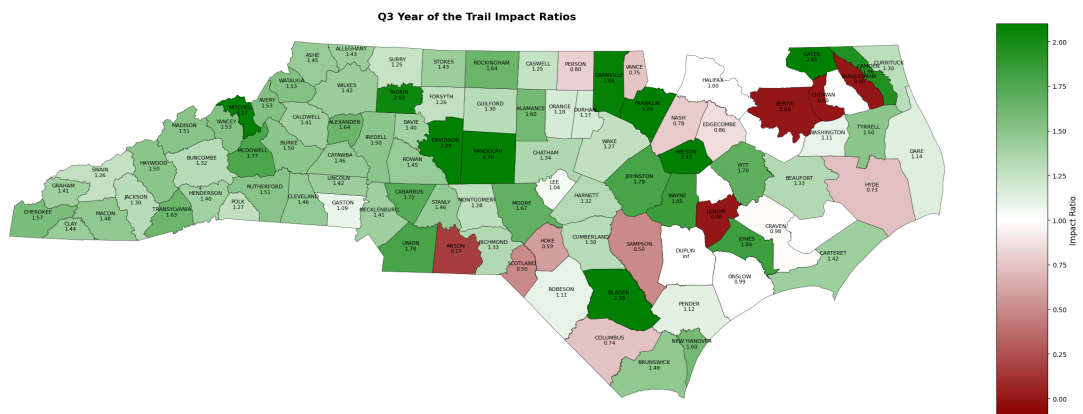 Q3 Year of the Trail Impact Ratios
ASHE
1.45
ALLEGHANY
1.43
SURRY
1.25
STOKES
1.43
ROCKINGHAM
1.64
CASWELL
1.25
PERSON
0.80
GRANVILLE
VANCE
0.75
HALIFAX
1.00
GATES
CAMDEN
CURRITUCK
1.30
PASQUOTANK
WATAUGA
1.53
WILKES
1.43
YADKIN
FORSYTH
1.26
GUILFORD
1.30
ALAMANCE
1.60
ORANGE
1.18
DURHAM
1.17
FRANKLIN
NASH
0.78
EDGECOMBE
0.86
BERTIE
0.00
CHOWAN
0.00
WASHINGTON
1.11
TYRRELL
1.50
DARE
1.14
MITCHELL
AVERY
1.53
YANCEY
1.53
MADISON
1.51
CALDWELL
1.41
ALEXANDER
1.64
IREDELL
1.50
DAVIE
1.40
DAVIDSON
2.39
RANDOLPH
2.30
CHATHAM
1.34
WAKE
1.27
WILSON
2.43
PITT
1.70
BEAUFORT
1.33
HYDE
0.73
HAYWOOD
1.50
BUNCOMBE
1.32
MCDOWELL
1.77
BURKE
1.50
CATAWBA
1.46
ROWAN
1.45
JOHNSTON
1.79
SWAIN
1.26
GRAHAM
1.41
JACKSON
1.30
HENDERSON
1.40
RUTHERFORD
1.51
LINCOLN
1.42
CABARRUS
1.72
STANLY
1.46
MONTGOMERY
1.28
LEE
1.04
HARNETT
1.32
WAYNE
1.85
LENOIR
0.00
CHEROKEE
1.57
CLAY
1.44
MACON
1.48
TRANSYLVANIA
1.63
POLK
1.27
CLEVELAND
1.46
GASTON
1.09
MECKLENBURG
1.41
MOORE
1.67
CRAVEN
0.98
UNION
1.78
ANSON
0.17
RICHMOND
1.33
HOKE
0.59
CUMBERLAND
1.30
SAMPSON
0.50
DUPLIN
inf
JONES
1.84
CARTERET
1.42
SCOTLAND
0.50
ROBESON
1.11
BLADEN
ONSLOW
0.99
PENDER
1.12
COLUMBUS
0.74
NEW HANOVER
1.60
BRUNSWICK
1.48
2.00
1.75
1.50
1.25
1.00
0.75
0.50
0.25
0.00
Impact Ratio